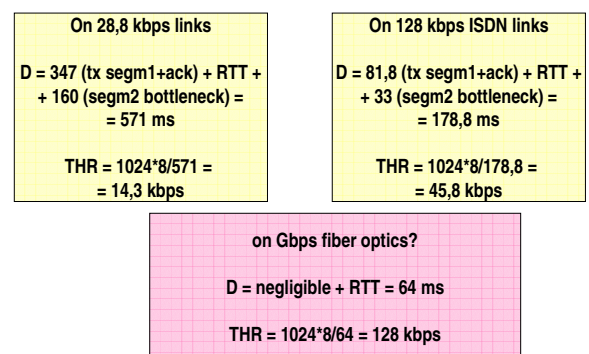 On 28,8 kbps links
D = 347 (tx segm1+ack) + RTT +
+ 160 (segm2 bottleneck) =
= 571 ms
THR = 1024*8/571 =
= 14,3 kbps
On 128 kbps ISDN links
D = 81,8 (tx segm1+ack) + RTT +
+ 33 (segm2 bottleneck) =
= 178,8 ms
THR = 1024*8/178,8 =
= 45,8 kbps
on Gbps fiber optics?
D = negligible + RTT = 64 ms
THR = 1024*8/64 = 128 kbps